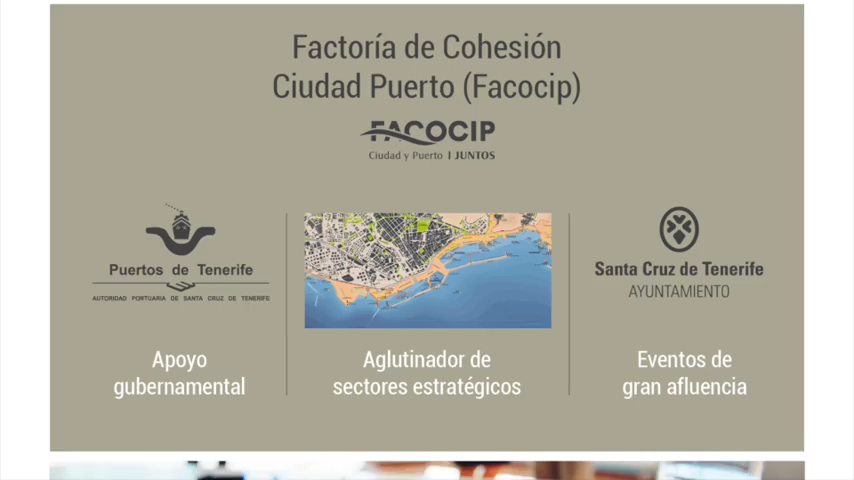 Factoría de Cohesión
Ciudad Puerto (Facocip)
FACOCIP
Ciudad y Puerto | JUNTOS
Puertos de Tenerife
AUTORIDAD PORTUARIA DE SANTA CRUZ DE TENERIFE
Apoyo
gubernamental
Aglutinador de
sectores estratégicos
Santa Cruz de Tenerife
AYUNTAMIENTO
Eventos de
gran afluencia